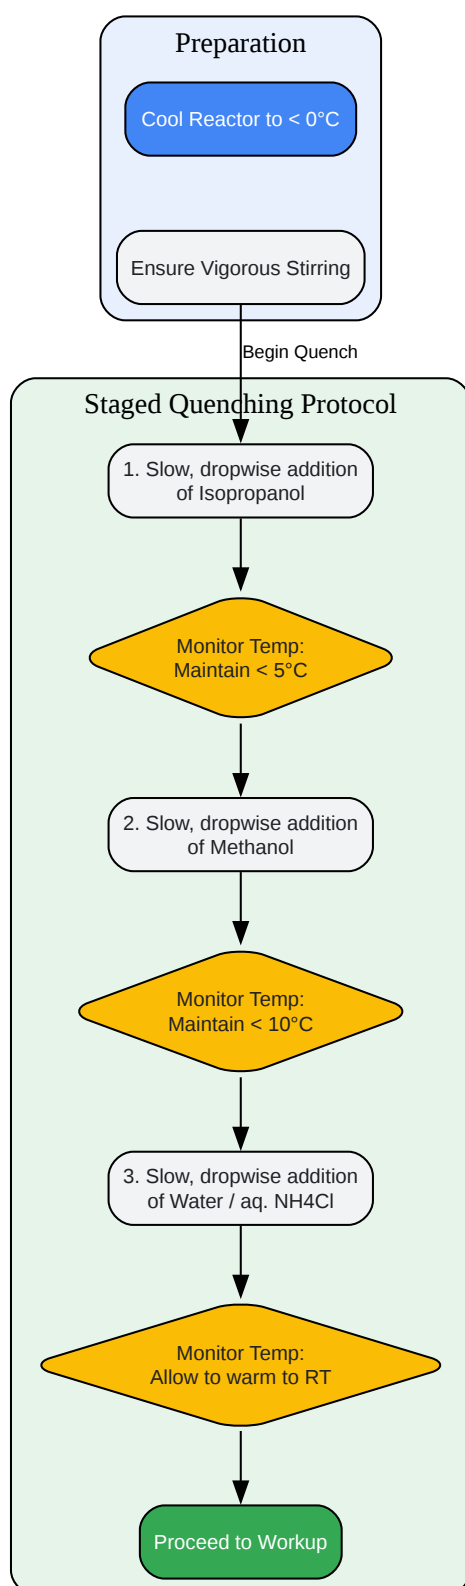 Preparation
Cool Reactor to < 0°C
Ensure Vigorous Stirring
Begin Quench
Staged Quenching Protocol
1. Slow, dropwise addition
of Isopropanol
Monitor Temp:
Maintain < 5°C
2. Slow, dropwise addition
of Methanol
Monitor Temp:
Maintain < 10°C
3. Slow, dropwise addition
of Water / aq. NH4Cl
Monitor Temp:
Allow to warm to RT
Proceed to Workup